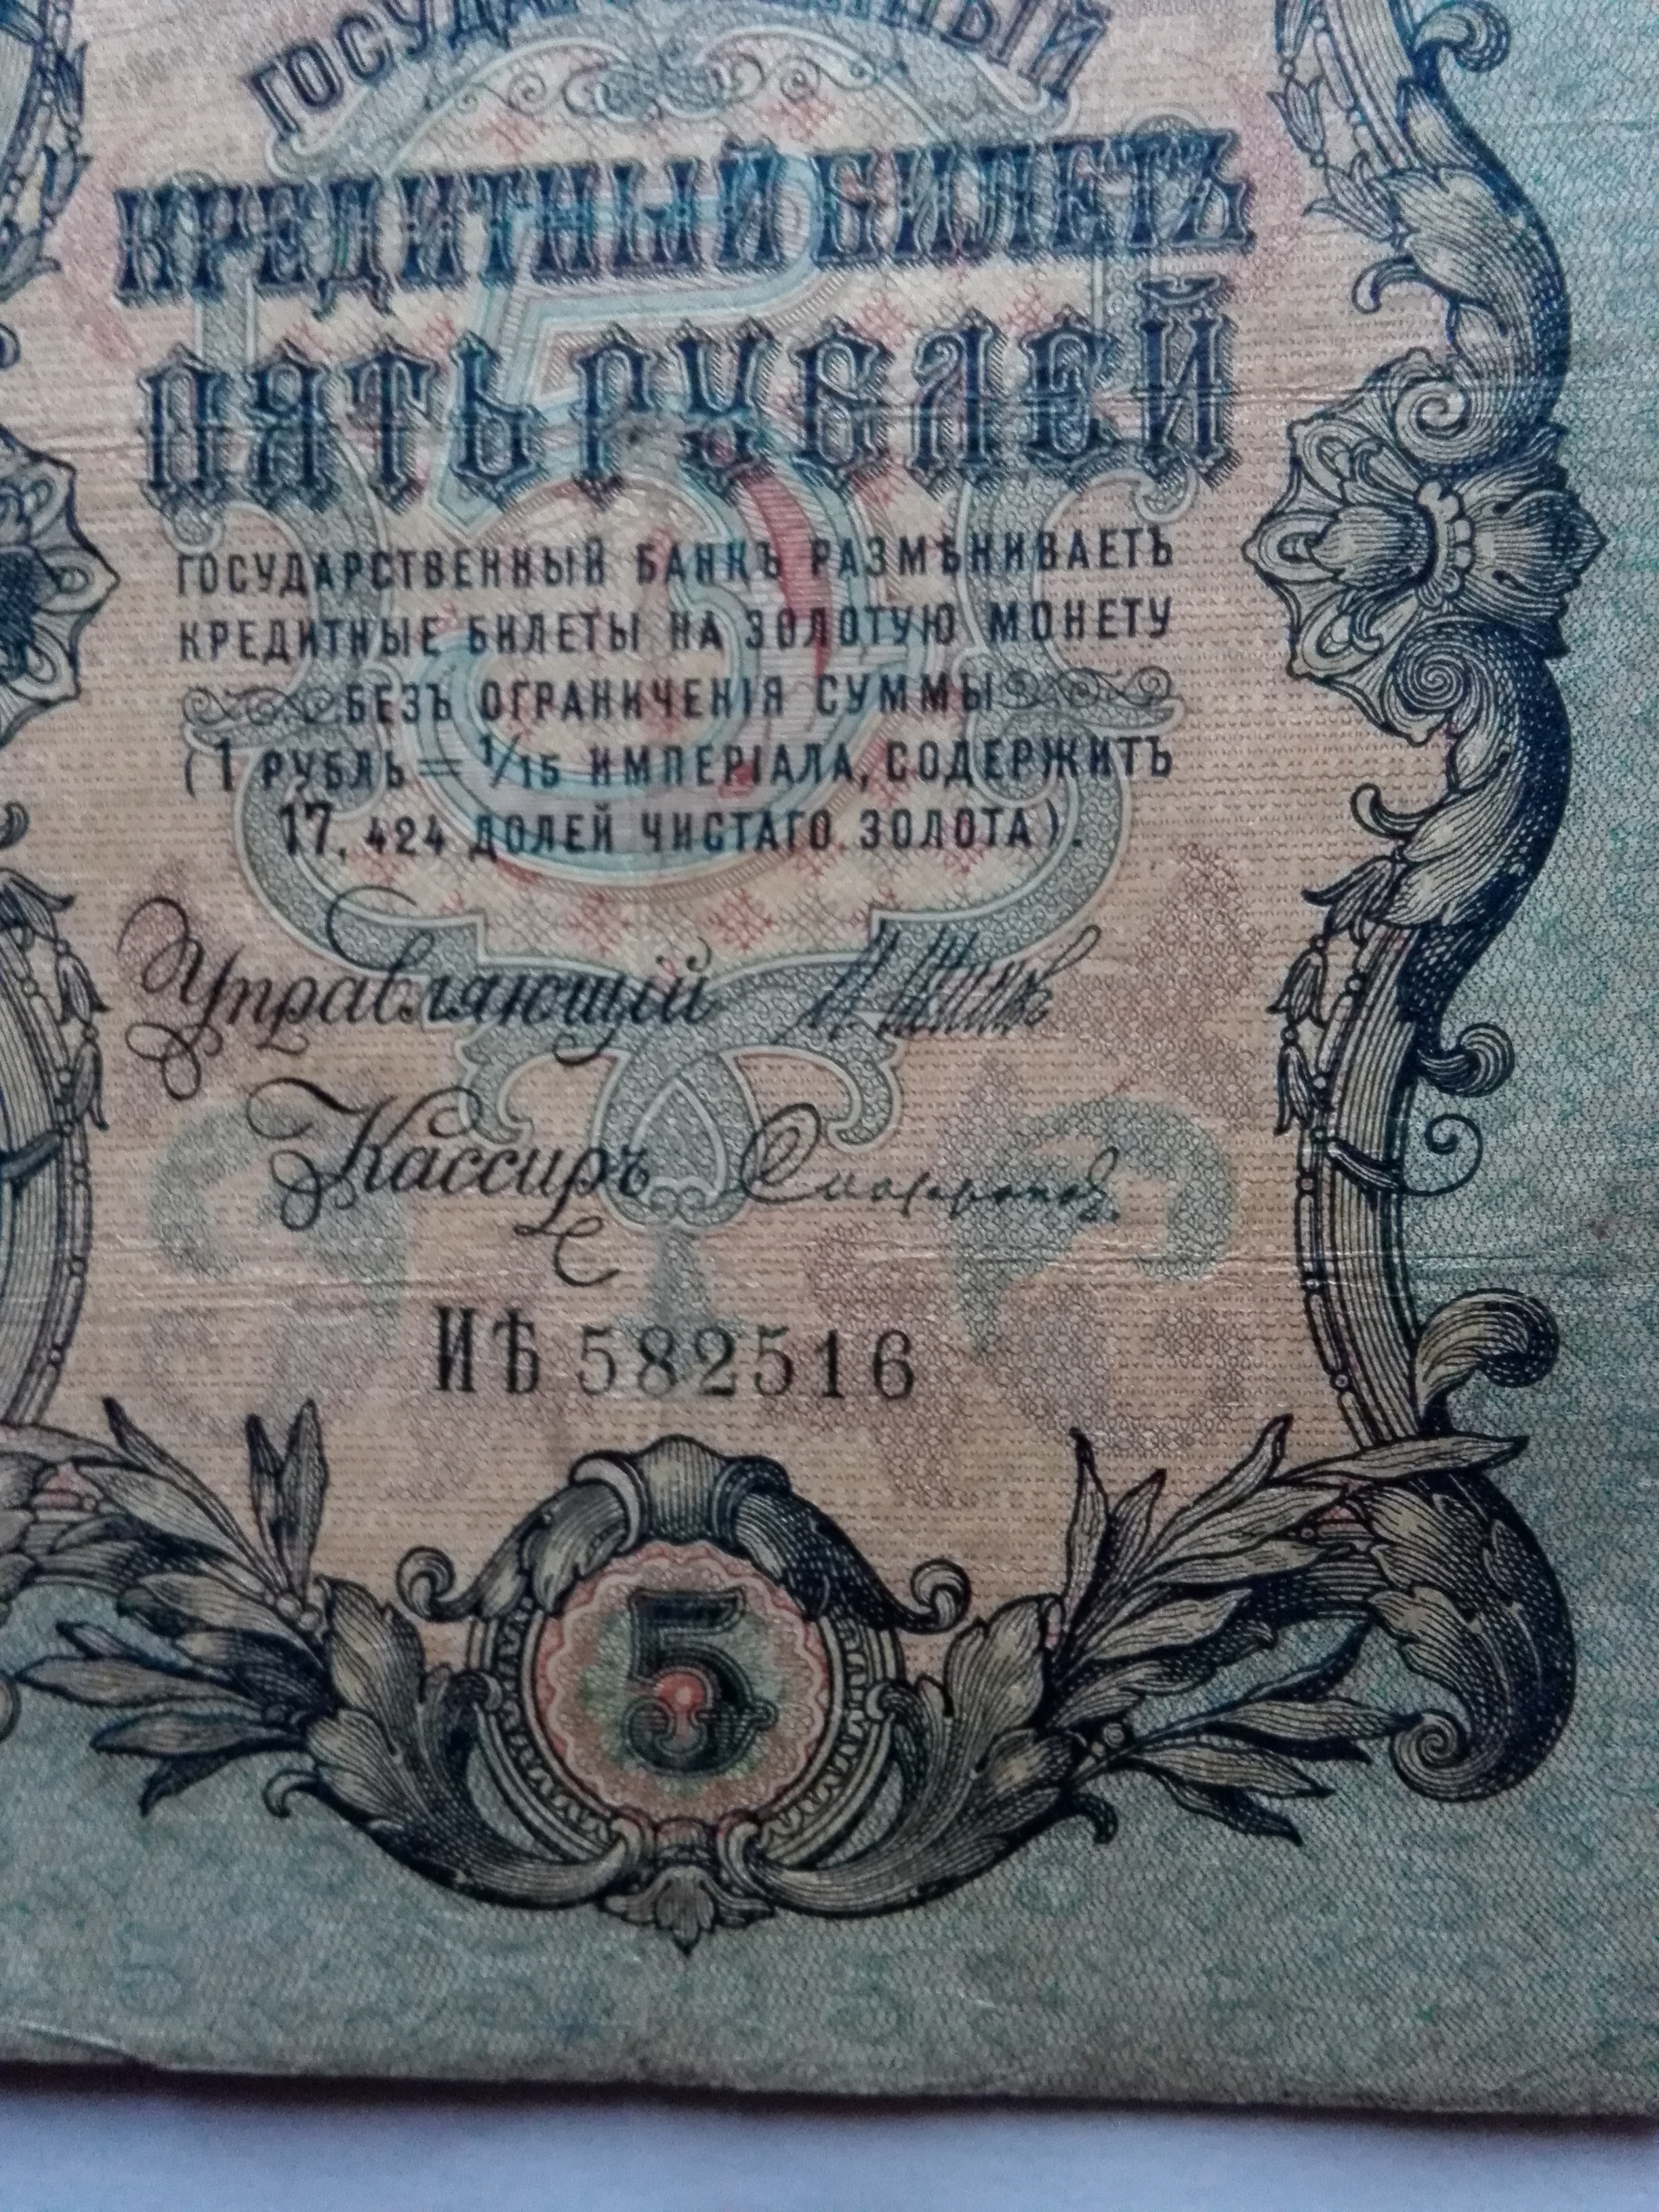 ГОСУДАРСТВЕННЫЙ
КРЕДИТНЫЙ БИЛЕТЪ
ПЯТЬ РУБЛЕЙ
ГОСУДАРСТВЕННЫЙ БАНКЪ РАЗМѢНИВАЕТЪ
КРЕДИТНЫЕ БИЛЕТЫ НА ЗОЛОТУЮ МОНЕТУ
БЕЗЪ ОГРАНИЧЕНІЯ СУММЫ
(1 РУБЛЬ = 1/15 ИМПЕРІАЛА, СОДЕРЖИТЪ
17,424 ДОЛЕЙ ЧИСТАГО ЗОЛОТА).
Управляющій
Кассиръ
ИѢ 582516
5